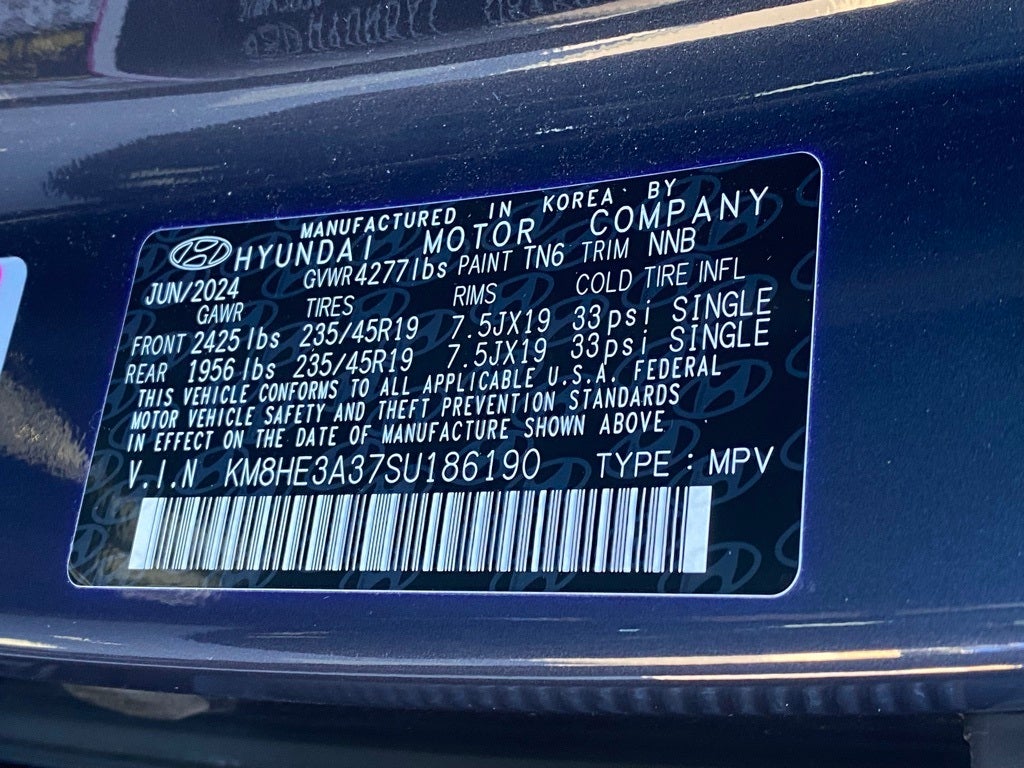 MANUFACTURED IN KOREA BY
HYUNDAI MOTOR COMPANY
JUN/2024 GVWR 4277lbs PAINT TN6 TRIM NNB
GAWR TIRES RIMS COLD TIRE INFL
FRONT 2425 lbs 235/45R19 7.5JX19 33psi SINGLE
REAR 1956 lbs 235/45R19 7.5JX19 33psi SINGLE
THIS VEHICLE CONFORMS TO ALL APPLICABLE U.S.A. FEDERAL
MOTOR VEHICLE SAFETY AND THEFT PREVENTION STANDARDS
IN EFFECT ON THE DATE OF MANUFACTURE SHOWN ABOVE
V.I.N KM8HE3A37SU186190 TYPE : MPV